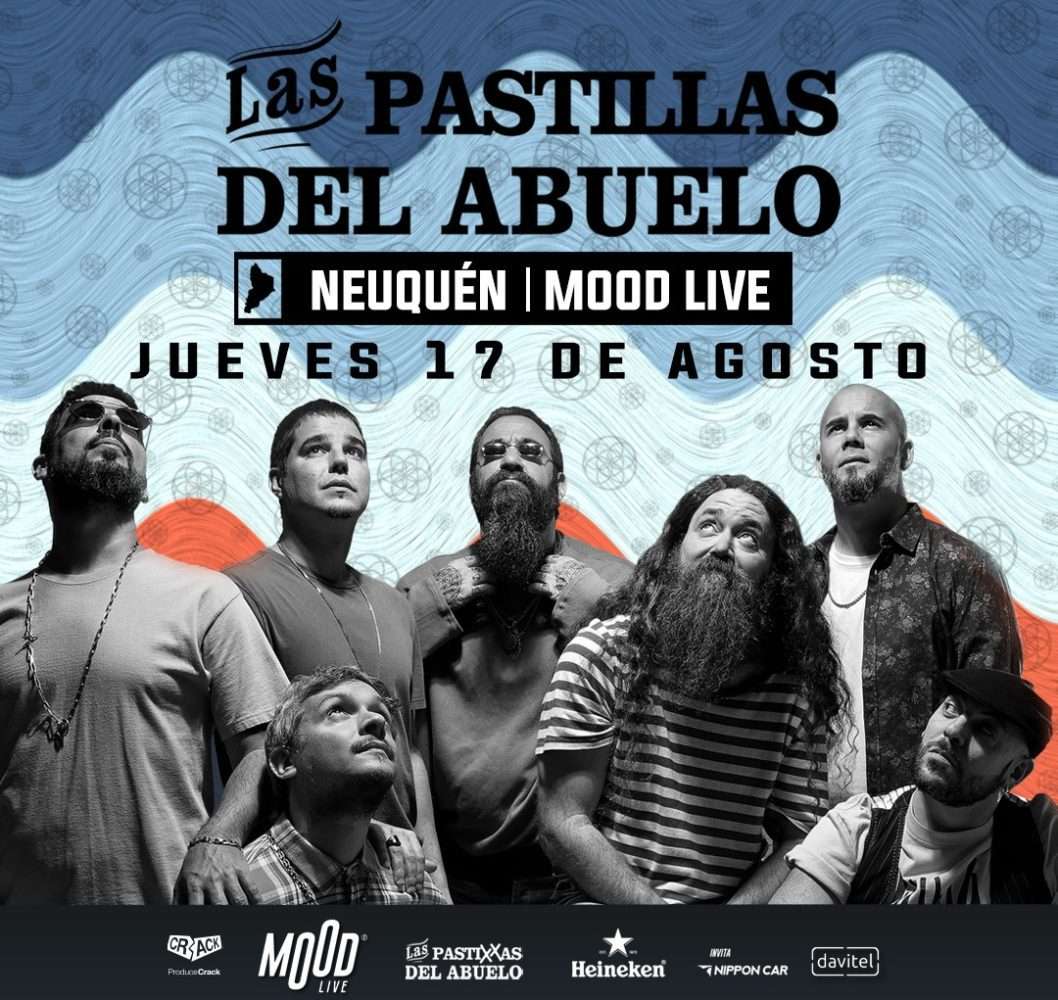 Las PASTILLAS
DEL ABUELO
NEUQUÉN | MOOD LIVE
JUEVES 17 DE AGOSTO
CRACK
ProduceCrack
MOOD
LIVE
Las PASTIXXAS
DEL ABUELO
Heineken
INVITA
NIPPON CAR
davitel